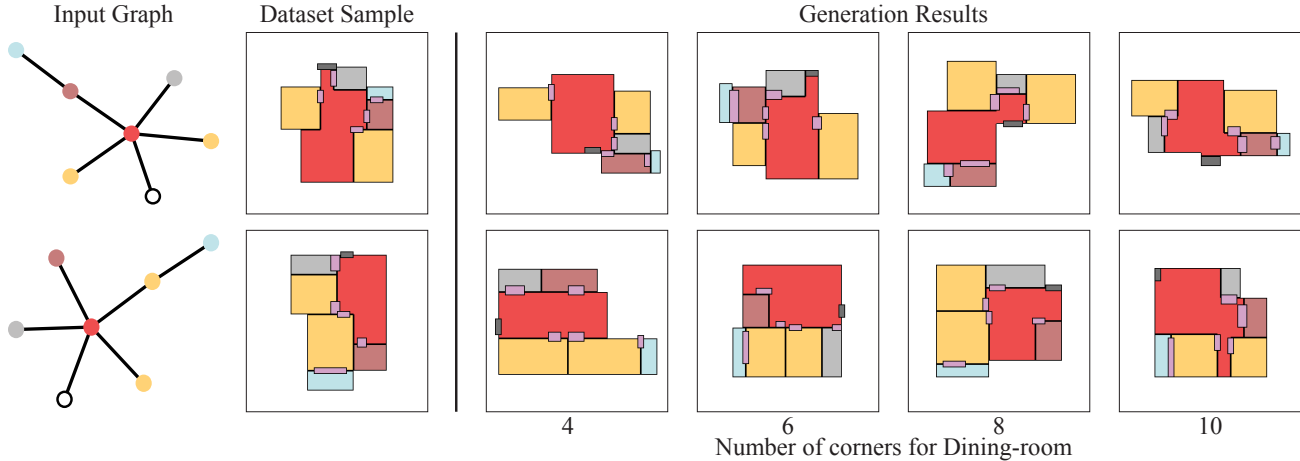 Input Graph
Dataset Sample
Generation Results
4
6
8
10
Number of corners for Dining-room